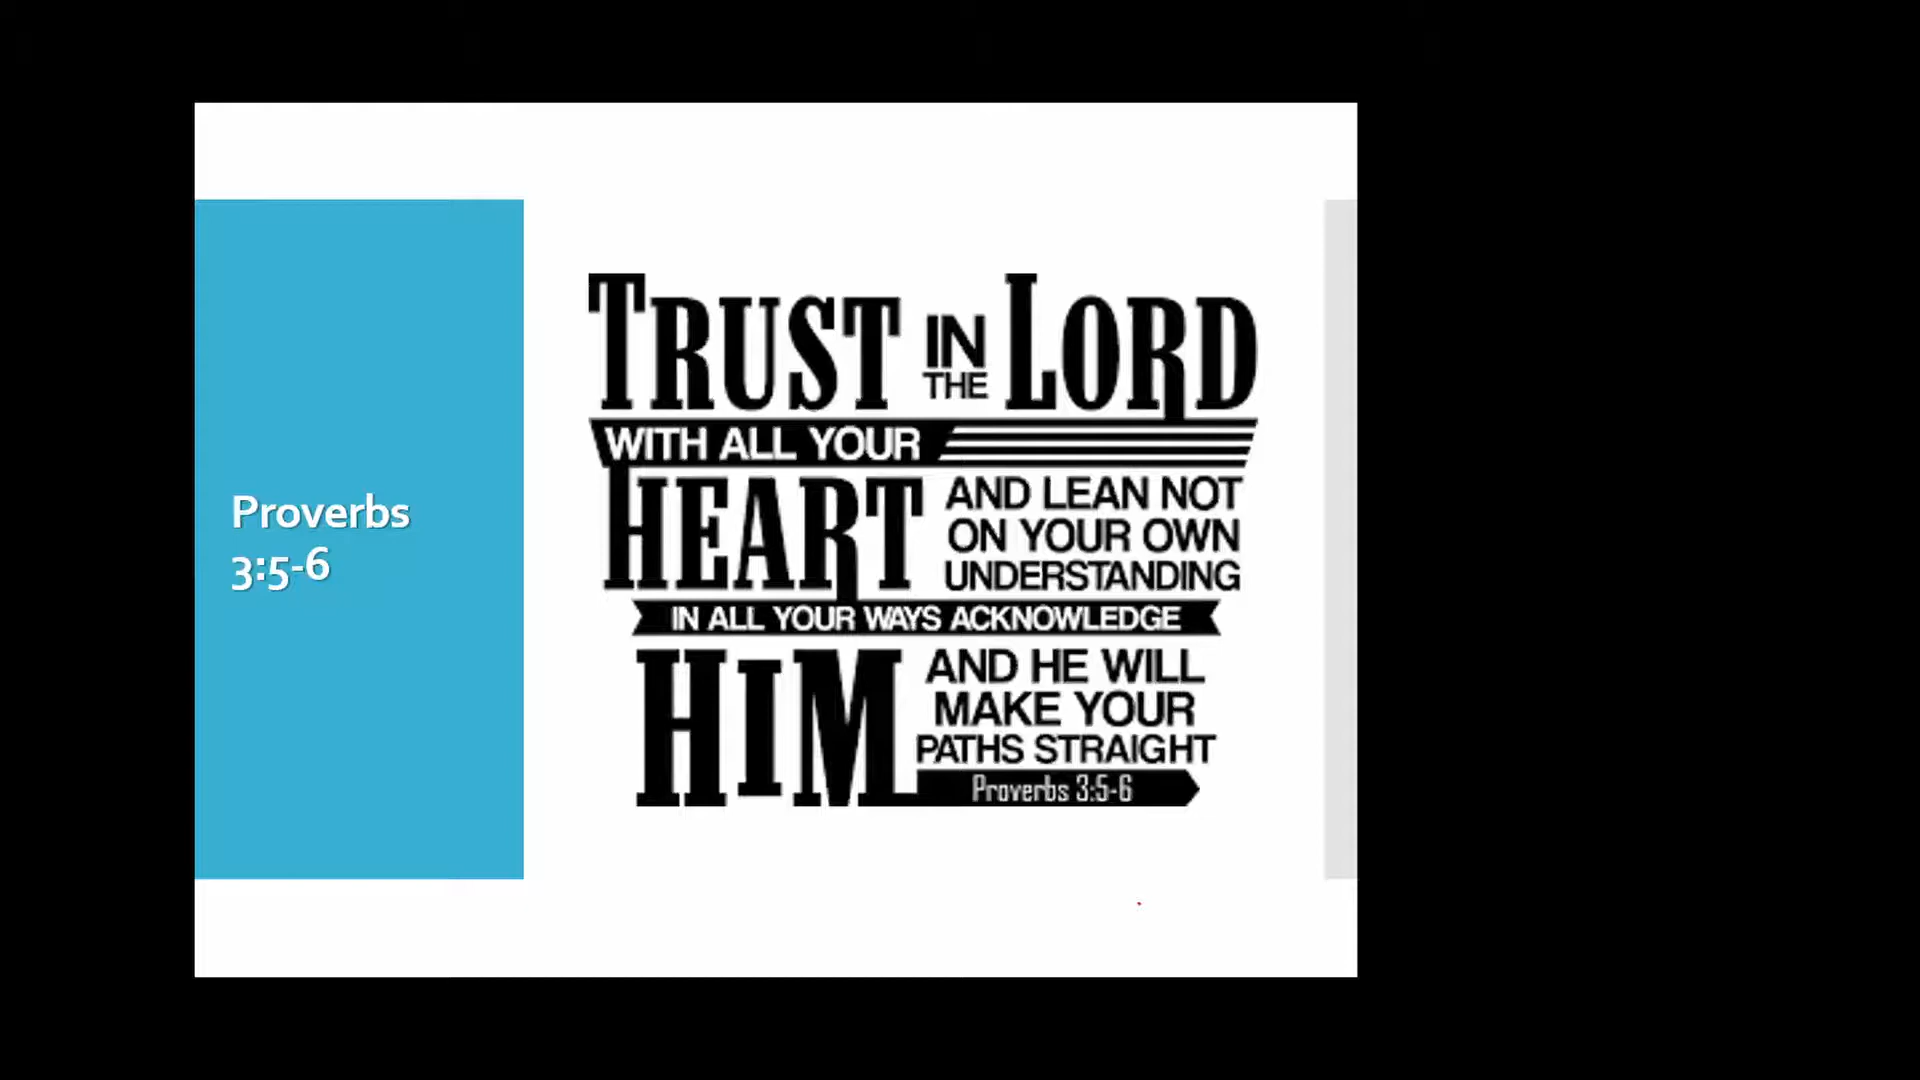 Proverbs
3:5-6
TRUST IN THE LORD
WITH ALL YOUR
HEART
AND LEAN NOT
ON YOUR OWN
UNDERSTANDING
IN ALL YOUR WAYS ACKNOWLEDGE
HIM
AND HE WILL
MAKE YOUR
PATHS STRAIGHT
Proverbs 3:5-6